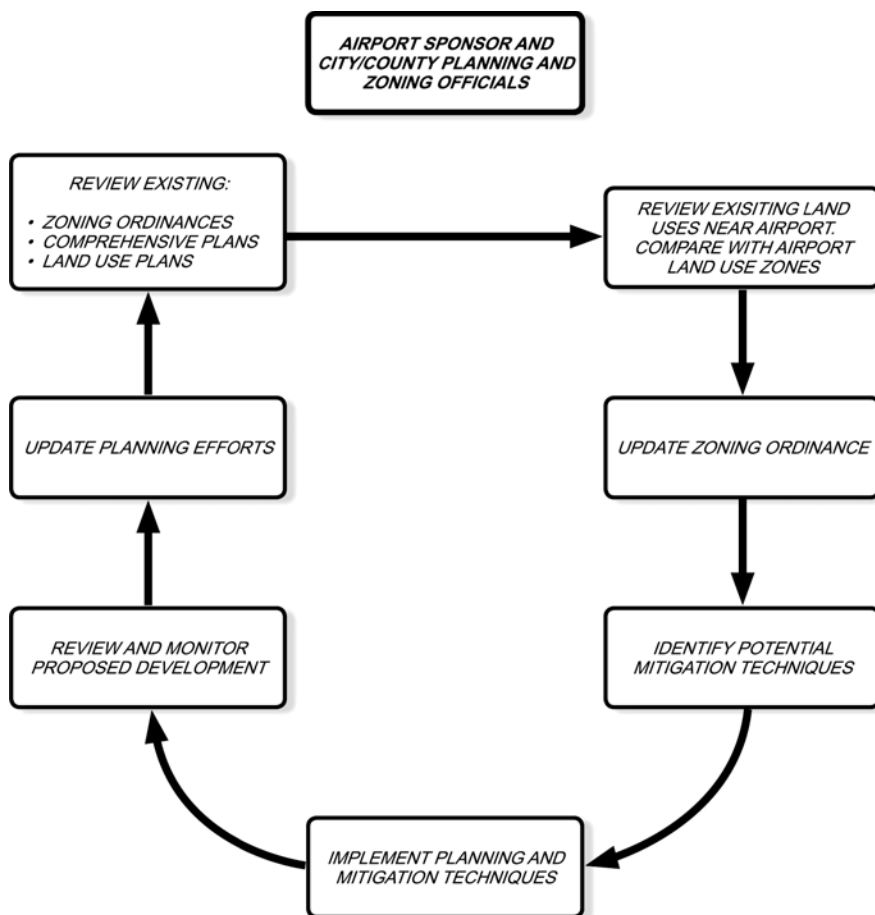 AIRPORT SPONSOR AND
CITY/COUNTY PLANNING AND
ZONING OFFICIALS
REVIEW EXISTING:
• ZONING ORDINANCES
• COMPREHENSIVE PLANS
• LAND USE PLANS
REVIEW EXISITING LAND
USES NEAR AIRPORT.
COMPARE WITH AIRPORT
LAND USE ZONES
UPDATE PLANNING EFFORTS
UPDATE ZONING ORDINANCE
REVIEW AND MONITOR
PROPOSED DEVELOPMENT
IDENTIFY POTENTIAL
MITIGATION TECHNIQUES
IMPLEMENT PLANNING AND
MITIGATION TECHNIQUES